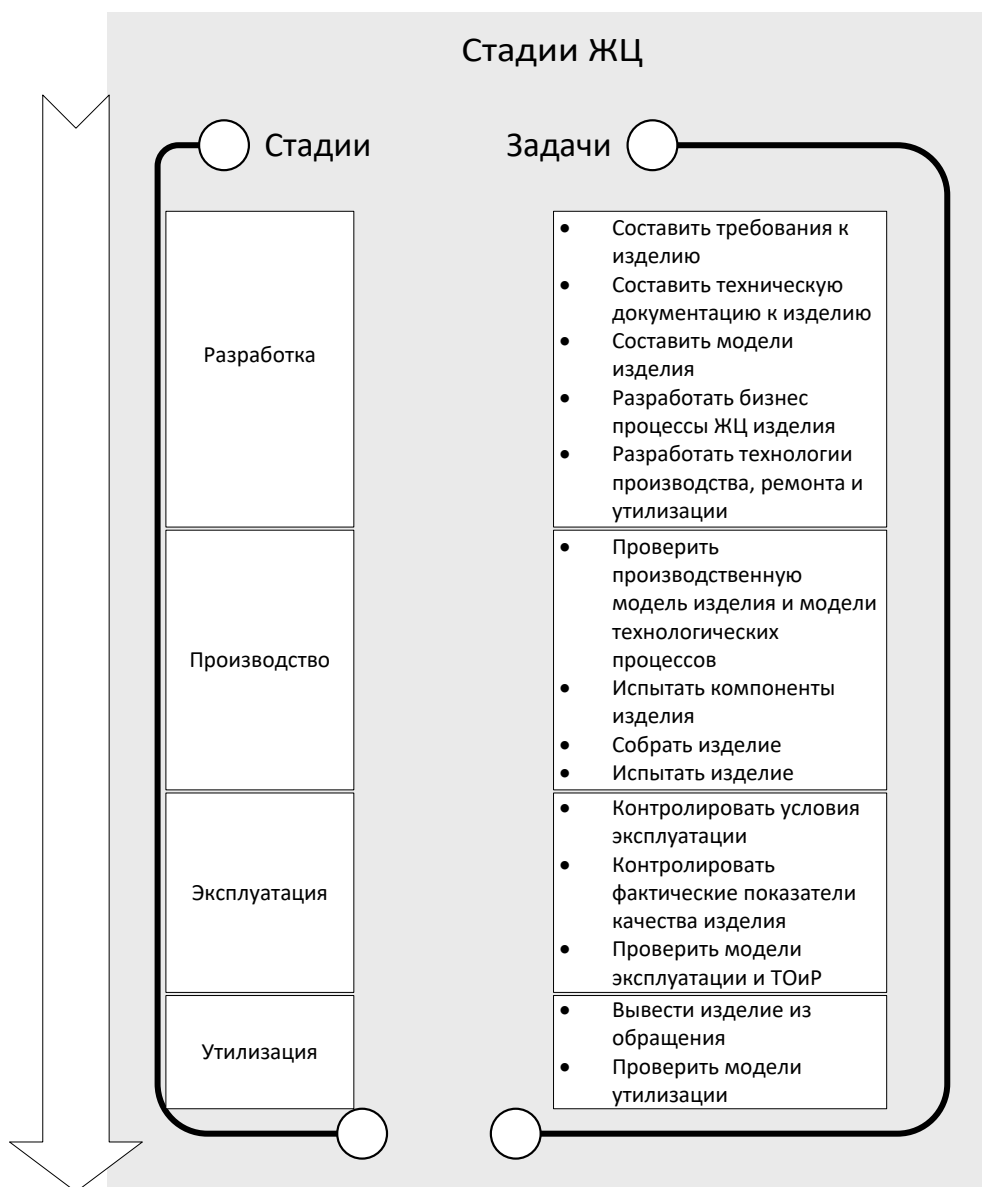 Стадии ЖЦ
Стадии
Задачи
Разработка
• Составить требования к
изделию
• Составить техническую
документацию к изделию
• Составить модели
изделия
• Разработать бизнес
процессы ЖЦ изделия
• Разработать технологии
производства, ремонта и
утилизации
Производство
• Проверить
производственную
модель изделия и модели
технологических
процессов
• Испытать компоненты
изделия
• Собрать изделие
• Испытать изделие
Эксплуатация
• Контролировать условия
эксплуатации
• Контролировать
фактические показатели
качества изделия
• Проверить модели
эксплуатации и ТОиР
Утилизация
• Вывести изделие из
обращения
• Проверить модели
утилизации